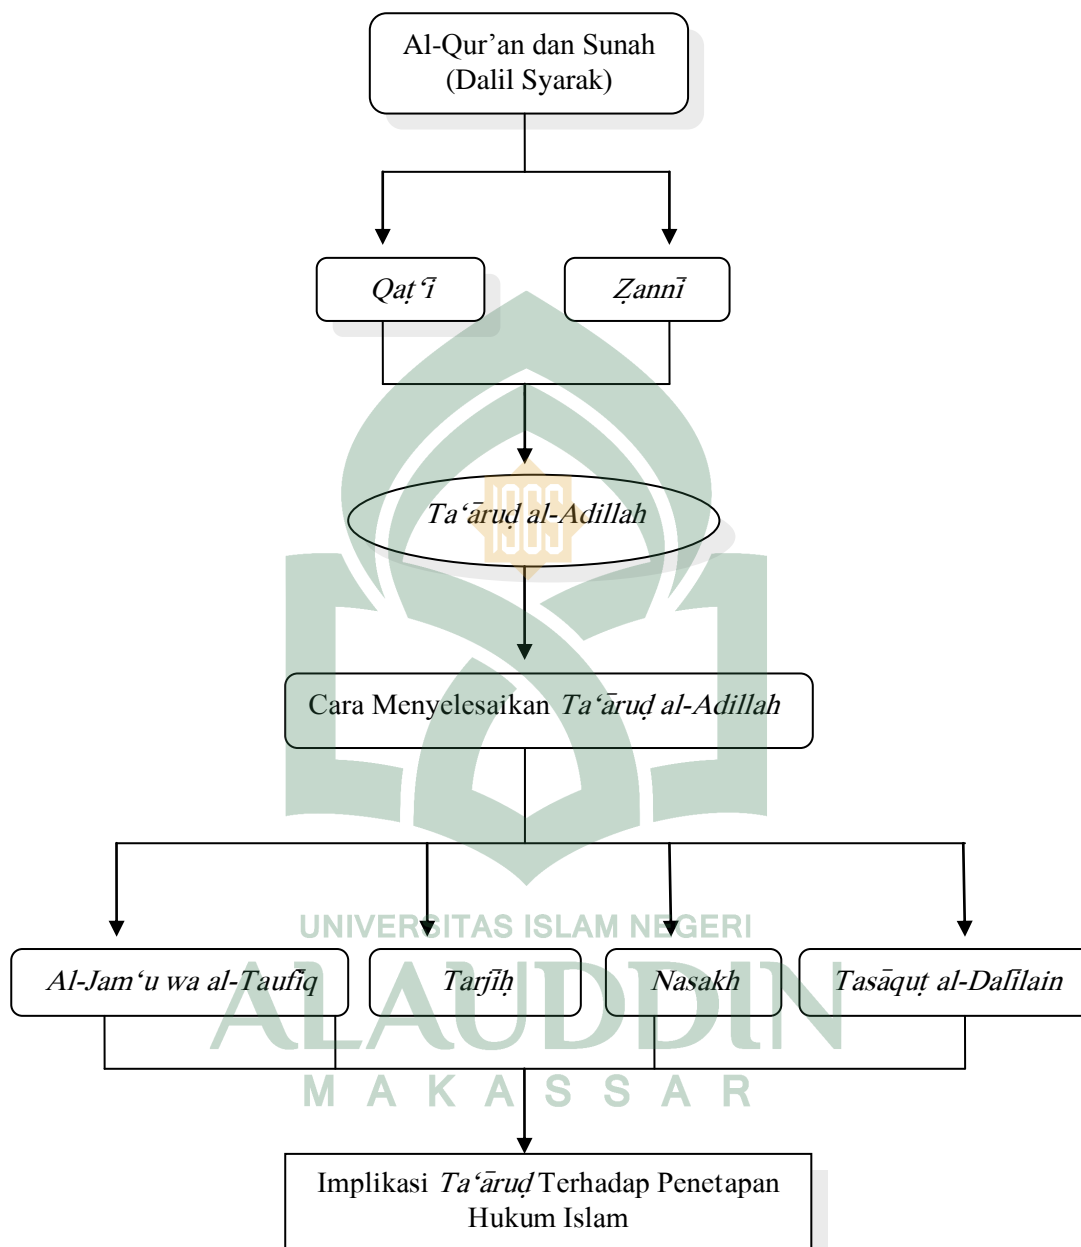 Al-Qur’an dan Sunah
(Dalil Syarak)
Qaṭ‘ī
Ẓannī
1965
Ta‘āruḍ al-Adillah
Cara Menyelesaikan Ta‘āruḍ al-Adillah
UNIVERSITAS ISLAM NEGERI
Al-Jam‘u wa al-Taufīq
Tarjīḥ
Nasakh
Tasāquṭ al-Dalīlain
ALAUDDIN
MAKASSAR
Implikasi Ta‘āruḍ Terhadap Penetapan
Hukum Islam